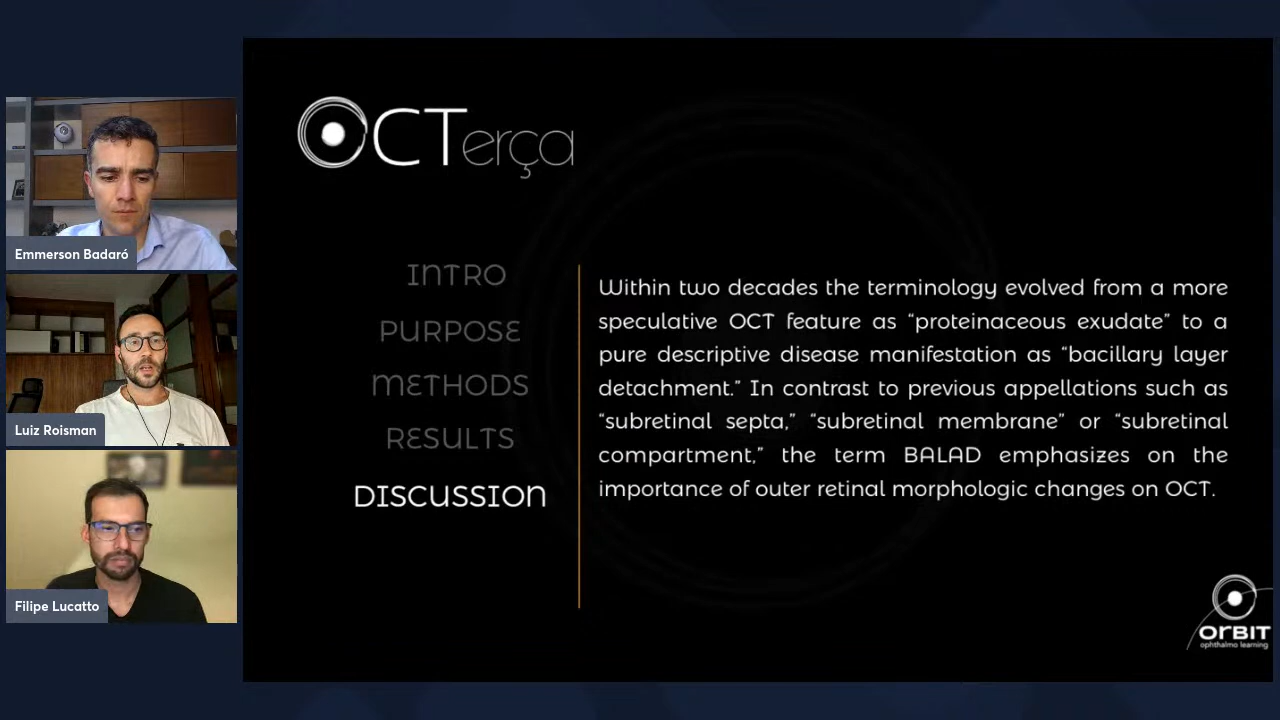 OCTerça
Emmerson Badaró
Luiz Roisman
Filipe Lucatto
INTRO
PURPOSE
METHODS
RESULTS
DISCUSSION
Within two decades the terminology evolved from a more
speculative OCT feature as “proteinaceous exudate” to a
pure descriptive disease manifestation as “bacillary layer
detachment.” In contrast to previous appellations such as
“subretinal septa,” “subretinal membrane” or “subretinal
compartment,” the term BALAD emphasizes on the
importance of outer retinal morphologic changes on OCT.
ORBIT
ophthalmo learning